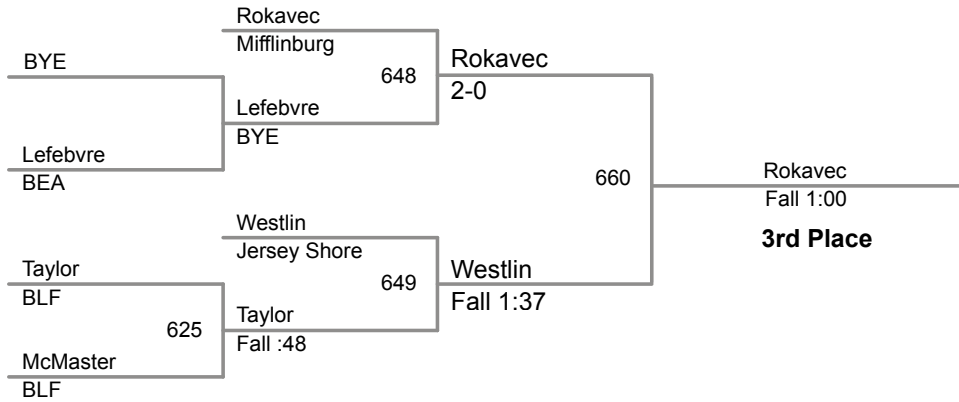 BYE
Lefebvre
BEA
Taylor
BLF
625
McMaster
BLF
Rokavec
Mifflinburg
648
Lefebvre
BYE
Westlin
Jersey Shore
649
Taylor
Fall :48
Rokavec
2-0
660
Westlin
Fall 1:37
Rokavec
Fall 1:00
3rd Place